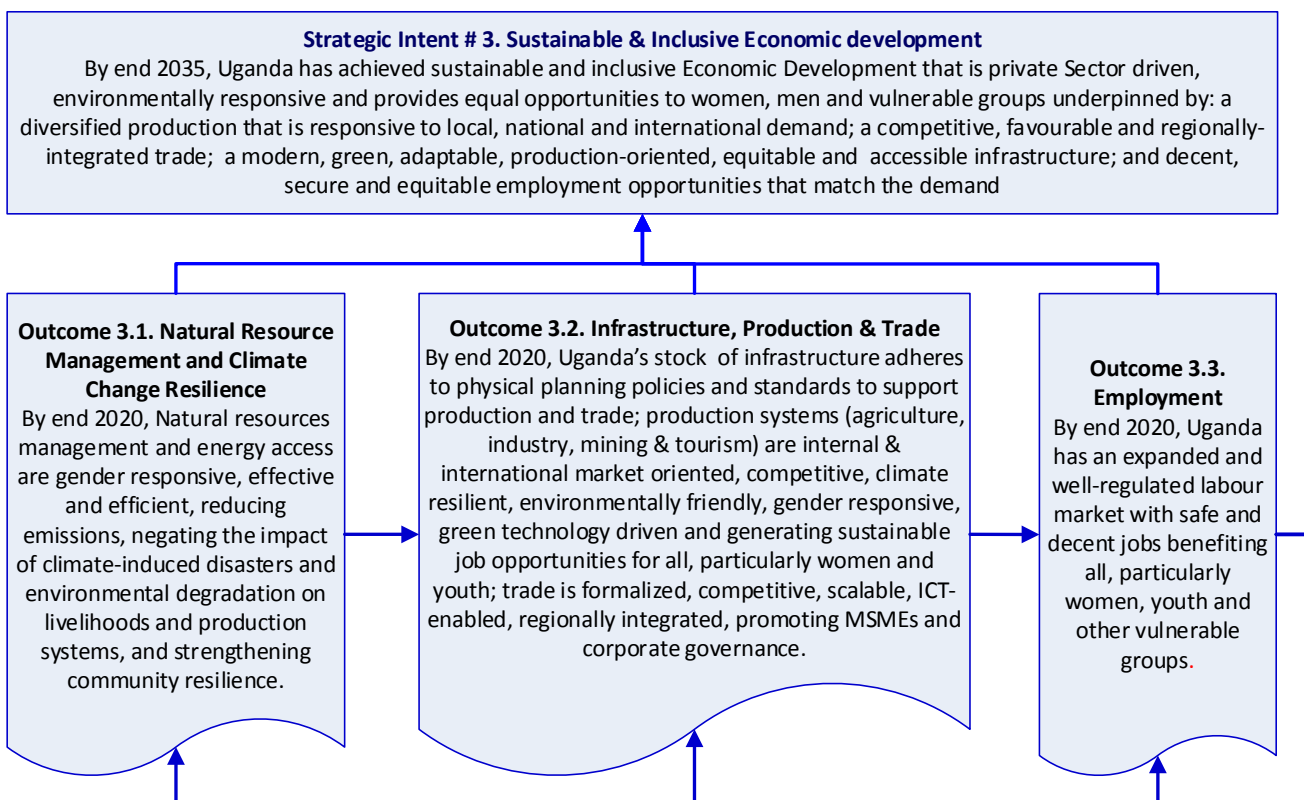 Strategic Intent # 3. Sustainable & Inclusive Economic development
By end 2035, Uganda has achieved sustainable and inclusive Economic Development that is private Sector driven,
environmentally responsive and provides equal opportunities to women, men and vulnerable groups underpinned by: a
diversified production that is responsive to local, national and international demand; a competitive, favourable and regionally-
integrated trade; a modern, green, adaptable, production-oriented, equitable and accessible infrastructure; and decent,
secure and equitable employment opportunities that match the demand
Outcome 3.1. Natural Resource
Management and Climate
Change Resilience
By end 2020, Natural resources
management and energy access
are gender responsive, effective
and efficient, reducing
emissions, negating the impact
of climate-induced disasters and
environmental degradation on
livelihoods and production
systems, and strengthening
community resilience.
Outcome 3.2. Infrastructure, Production & Trade
By end 2020, Uganda’s stock of infrastructure adheres
to physical planning policies and standards to support
production and trade; production systems (agriculture,
industry, mining & tourism) are internal &
international market oriented, competitive, climate
resilient, environmentally friendly, gender responsive,
green technology driven and generating sustainable
job opportunities for all, particularly women and
youth; trade is formalized, competitive, scalable, ICT-
enabled, regionally integrated, promoting MSMEs and
corporate governance.
Outcome 3.3.
Employment
By end 2020, Uganda
has an expanded and
well-regulated labour
market with safe and
decent jobs benefiting
all, particularly
women, youth and
other vulnerable
groups.